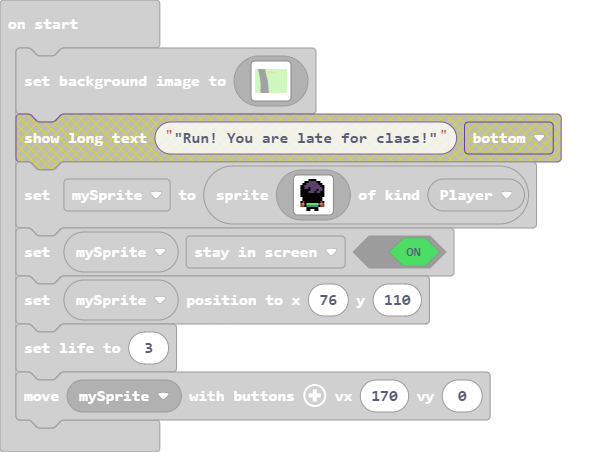 on start
set background image to
show long text ""Run! You are late for class!"" bottom
set mySprite to sprite of kind Player
set mySprite stay in screen ON
set mySprite position to x 76 y 110
set life to 3
move mySprite with buttons + vx 170 vy 0